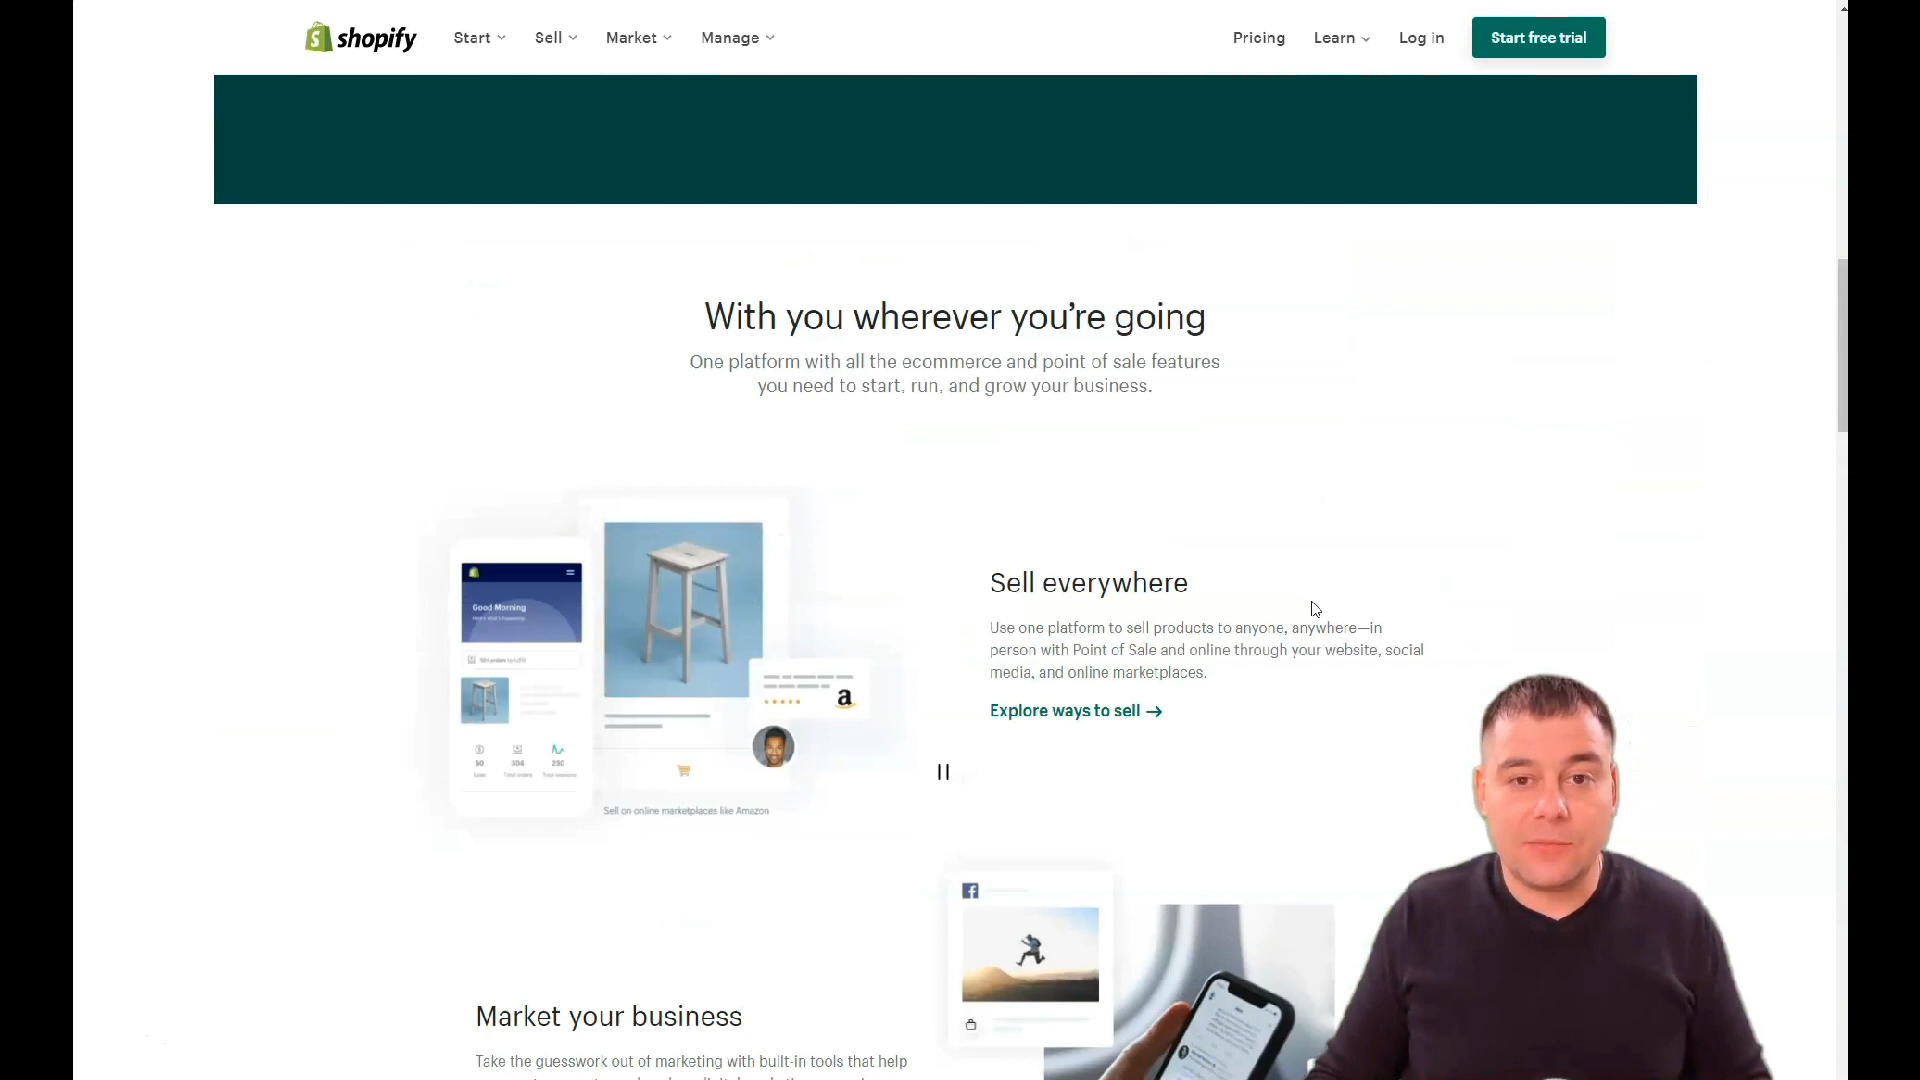 shopify
Start
Sell
Market
Manage
Pricing
Learn
Log in
Start free trial
With you wherever you're going
One platform with all the ecommerce and point of sale features
you need to start, run, and grow your business.
Good Morning
a
Sell on online marketplaces like Amazon
Sell everywhere
Use one platform to sell products to anyone, anywhere—in
person with Point of Sale and online through your website, social
media, and online marketplaces.
Explore ways to sell →
Market your business
Take the guesswork out of marketing with built-in tools that help